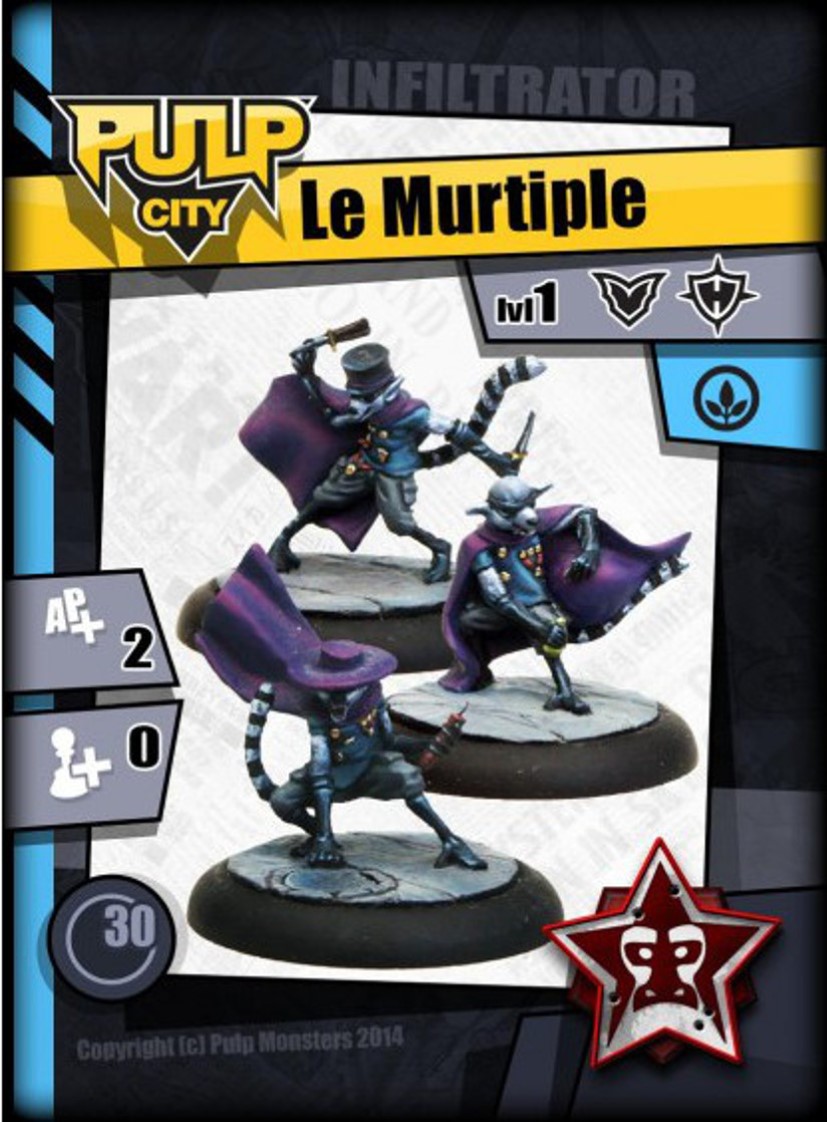 INFILTRATOR
PULP
CITY
Le Murtiple
lvl1
H
AP+
2
0
30
Copyright (c) Pulp Monsters 2014